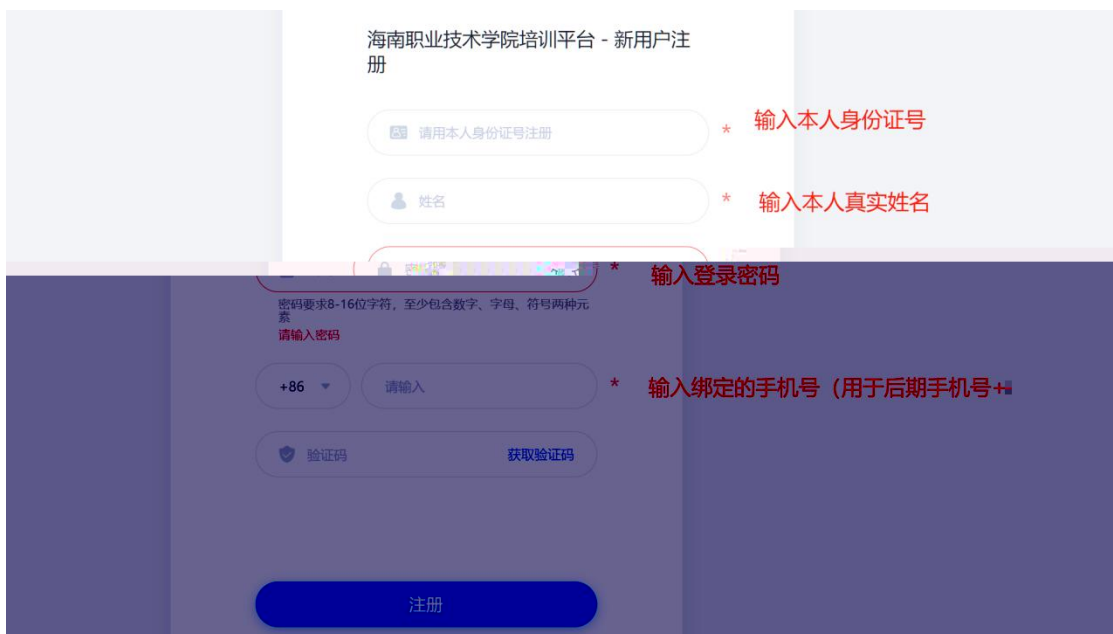 海南职业技术学院培训平台 - 新用户注
册
请用本人身份证号注册
* 输入本人身份证号
姓名
* 输入本人真实姓名
* 输入登录密码
密码要求8-16位字符，至少包含数字、字母、符号两种元
素
请输入密码
+86
请输入
* 输入绑定的手机号（用于后期手机号+
验证码
获取验证码
注册